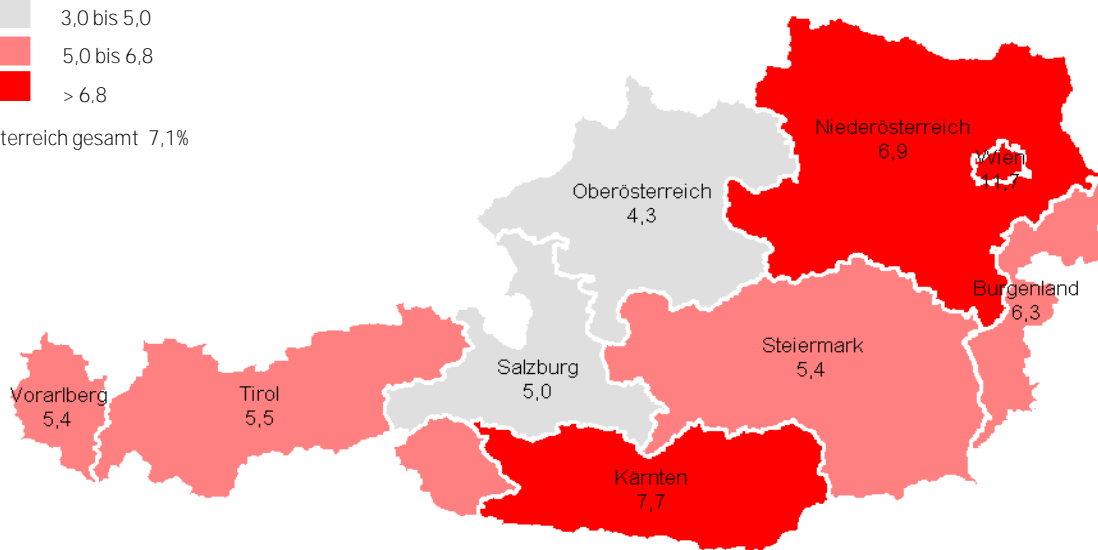 3,0 bis 5,0
5,0 bis 6,8
> 6,8
terreich gesamt 7,1%
Niederösterreich
6,9
Wien
11,7
Oberösterreich
4,3
Burgenland
6,3
Steiermark
5,4
Salzburg
5,0
Vorarlberg
5,4
Tirol
5,5
Kärnten
7,7